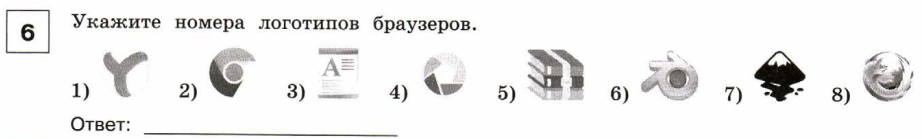 6 Укажите номера логотипов браузеров.
1) 2) 3) A 4) 5) 6) 7) 8)
Ответ: